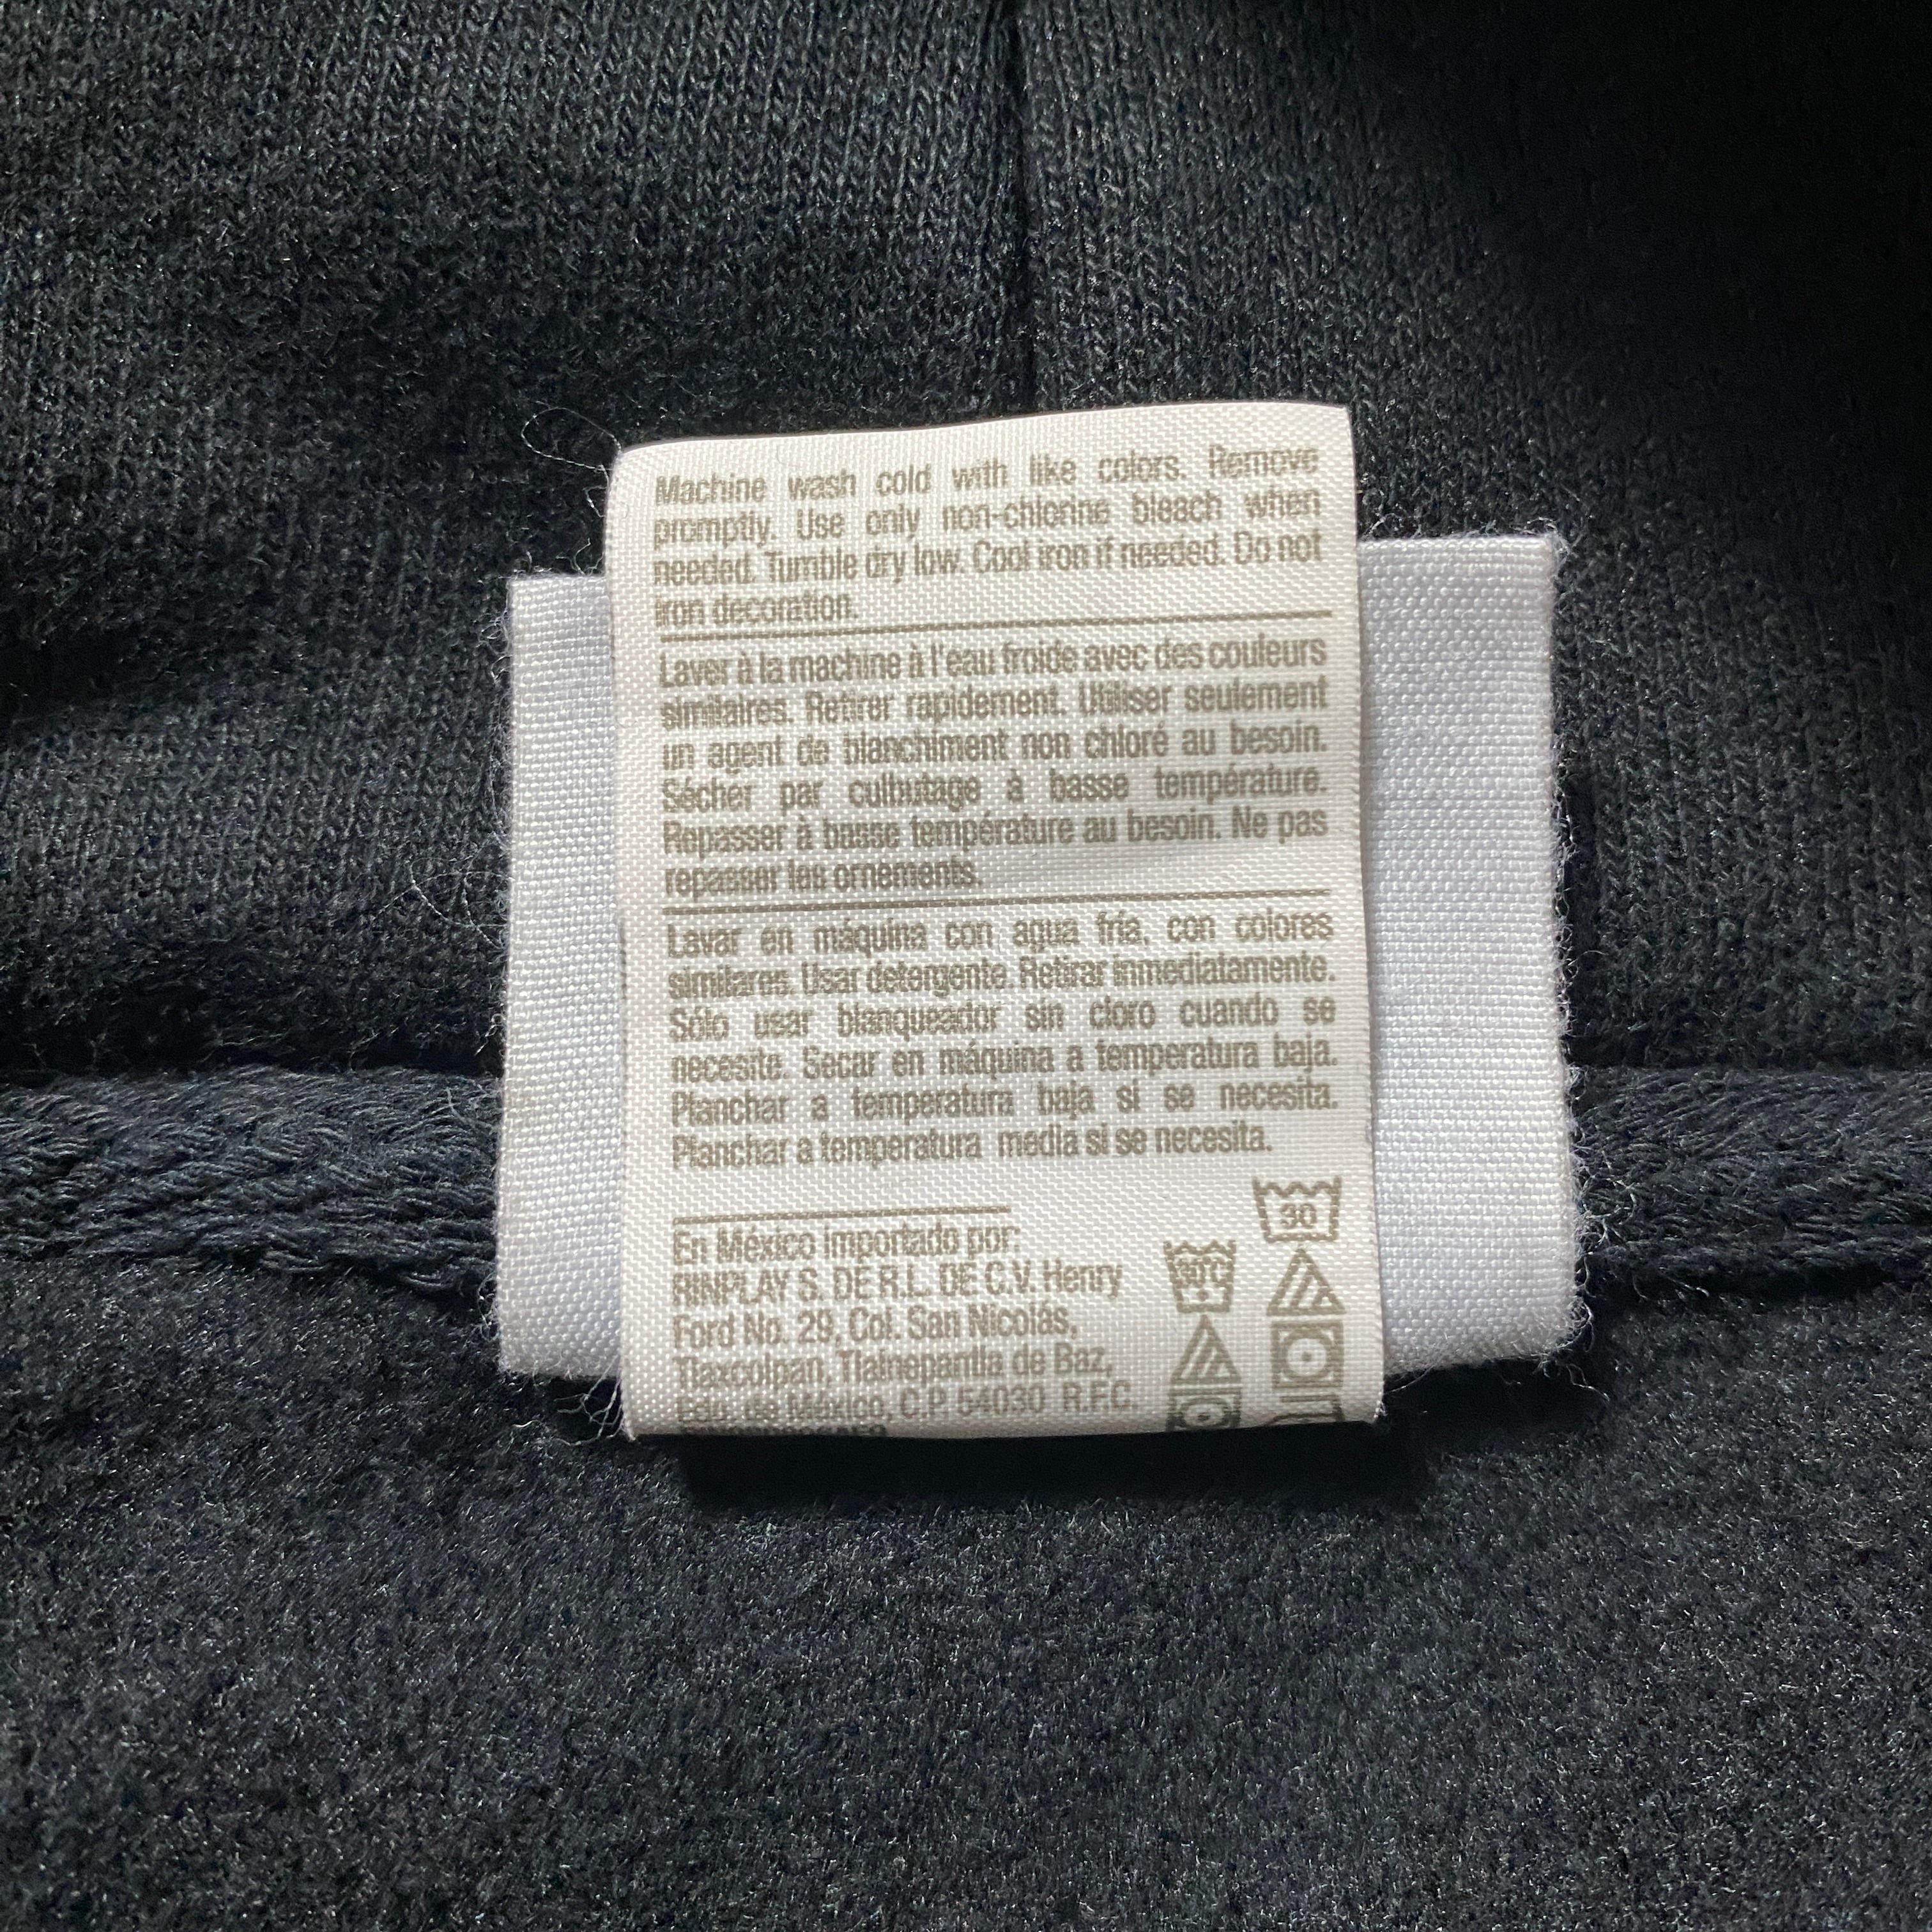 Machine wash cold with like colors. Remove
promptly. Use only non-chlorine bleach when
needed. Tumble dry low. Cool iron if needed. Do not
iron decoration.
Laver à la machine à l'eau froide avec des couleurs
similaires. Retirer rapidement. Utiliser seulement
un agent de blanchiment non chloré au besoin.
Sécher par culbutage à basse température.
Repasser à basse température au besoin. Ne pas
repasser les ornements.
Lavar en máquina con agua fría, con colores
similares. Usar detergente. Retirar inmediatamente.
Sólo usar blanqueador sin cloro cuando se
necesite. Secar en máquina a temperatura baja.
Planchar a temperatura baja si se necesita.
Planchar a temperatura media si se necesita.
30
En México importado por:
30°C
RINPLAY S. DE R.L. DE C.V. Henry
Ford No. 29, Col. San Nicolás,
Tlaxcolpan, Tlalnepantla de Baz,
Edo. de México, C.P. 54030, R.F.C.